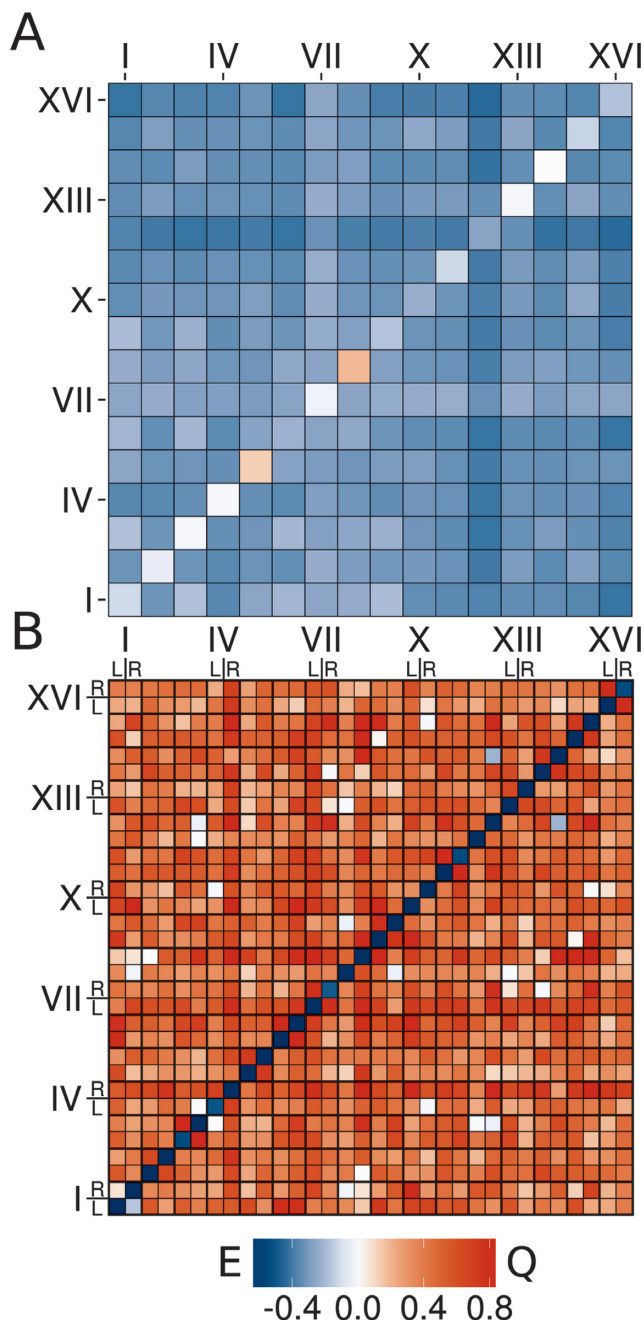 A
I IV VII X XIII XVI
XVI
XIII
X
VII
IV
I
B
I IV VII X XIII XVI
L|R L|R L|R L|R L|R L|R
XVI R
L
XIII R
L
X R
L
VII R
L
IV R
L
I R
L
E Q
-0.4 0.0 0.4 0.8